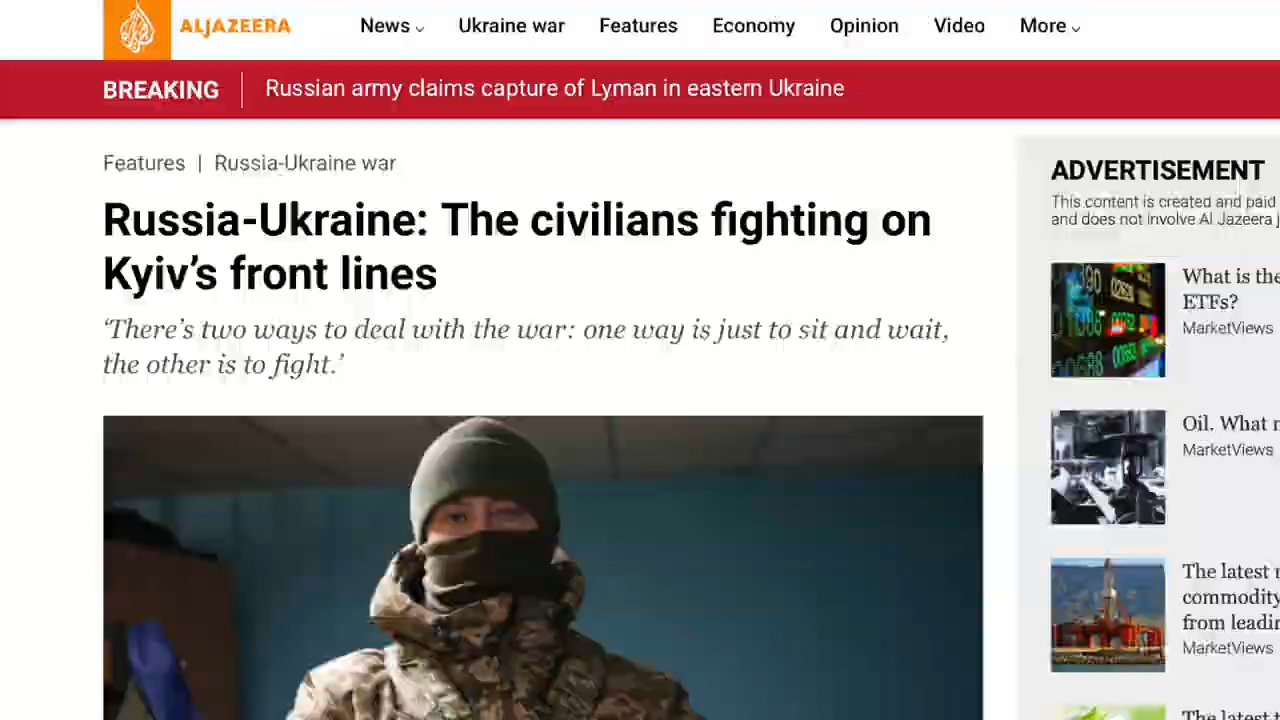 ALJAZEERA
News
Ukraine war
Features
Economy
Opinion
Video
More
BREAKING
Russian army claims capture of Lyman in eastern Ukraine
Features | Russia-Ukraine war
Russia-Ukraine: The civilians fighting on
Kyiv’s front lines
‘There’s two ways to deal with the war: one way is just to sit and wait,
the other is to fight.’
ADVERTISEMENT
This content is created and paid
and does not involve Al Jazeera
What is the
ETFs?
MarketViews
Oil. What
MarketViews
The latest
commodity
from
MarketViews
The latest